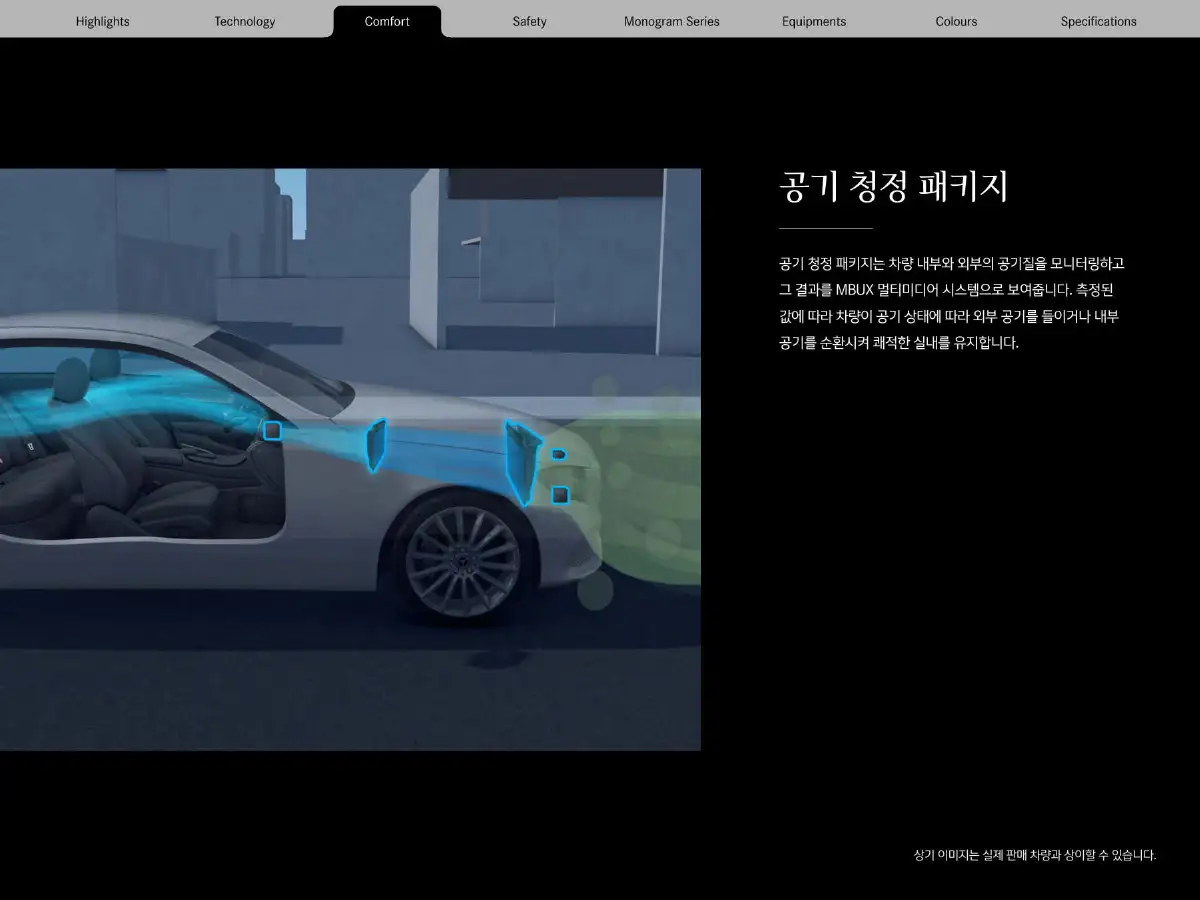 Highlights
Technology
Comfort
Safety
Monogram Series
Equipments
Colours
Specifications
공기 청정 패키지
공기 청정 패키지는 차량 내부와 외부의 공기질을 모니터링하고
그 결과를 MBUX 멀티미디어 시스템으로 보여줍니다. 측정된
값에 따라 차량이 공기 상태에 따라 외부 공기를 들이거나 내부
공기를 순환시켜 쾌적한 실내를 유지합니다.
상기 이미지는 실제 판매 차량과 상이할 수 있습니다.